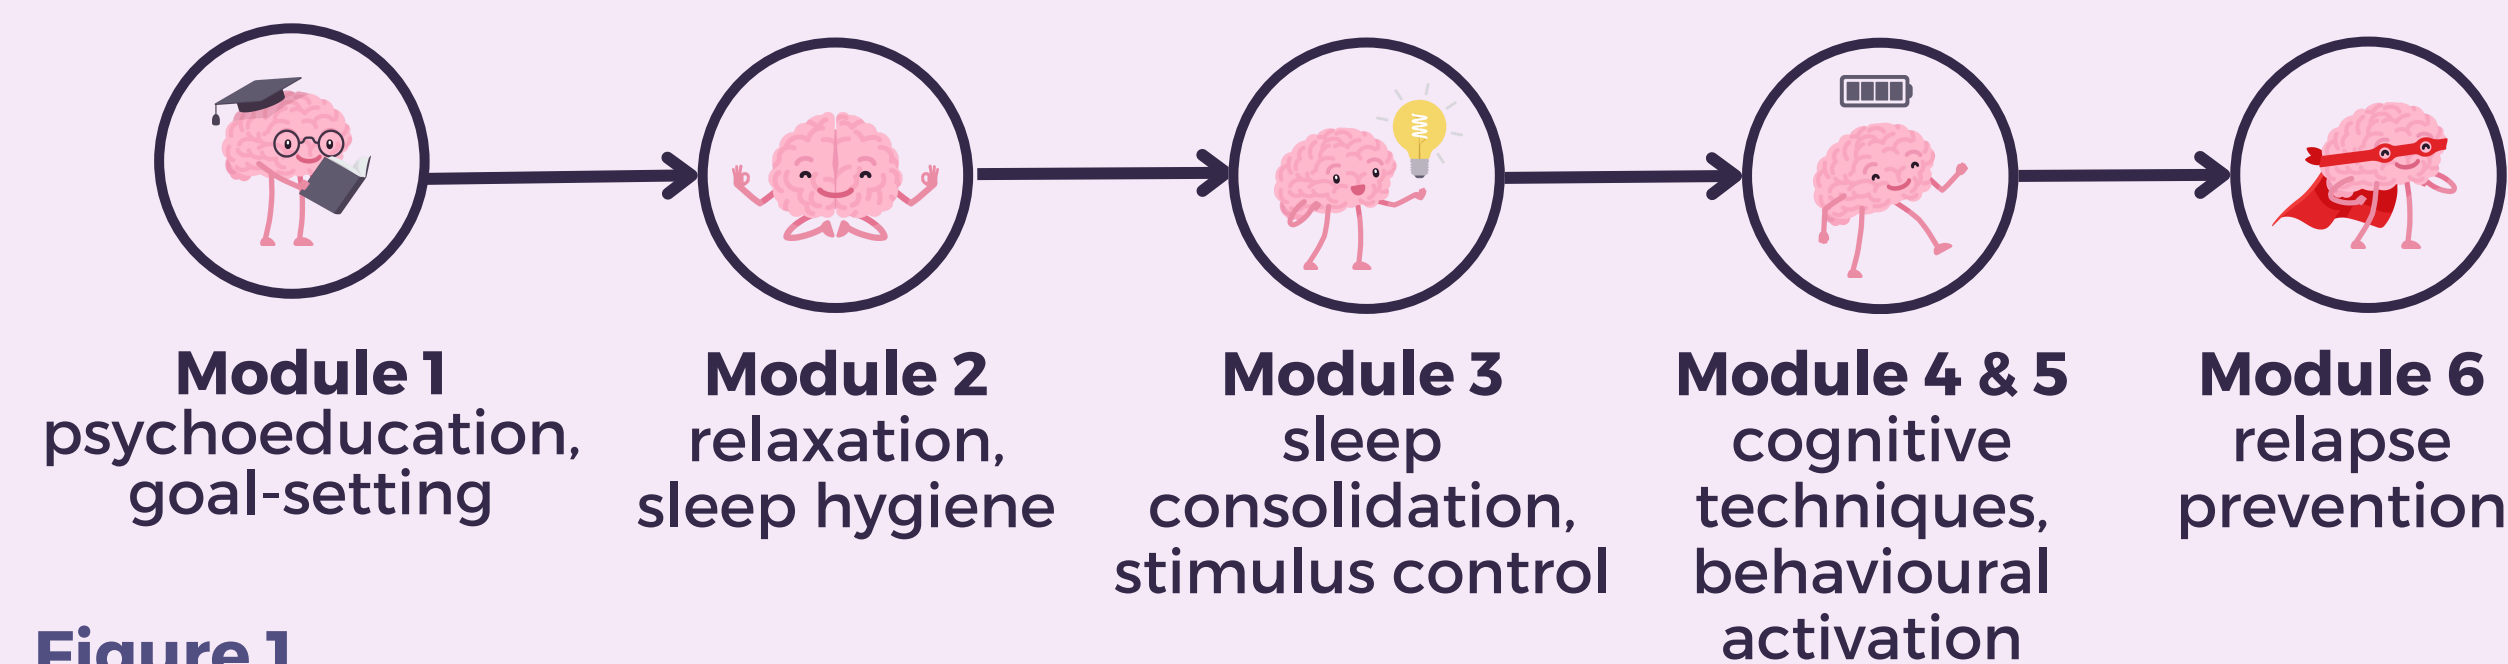 Module 1
psychoeducation,
goal-setting
Module 2
relaxation,
sleep hygiene
Module 3
sleep
consolidation,
stimulus control
Module 4 & 5
cognitive
techniques,
behavioural
activation
Module 6
relapse
prevention
Figure 1